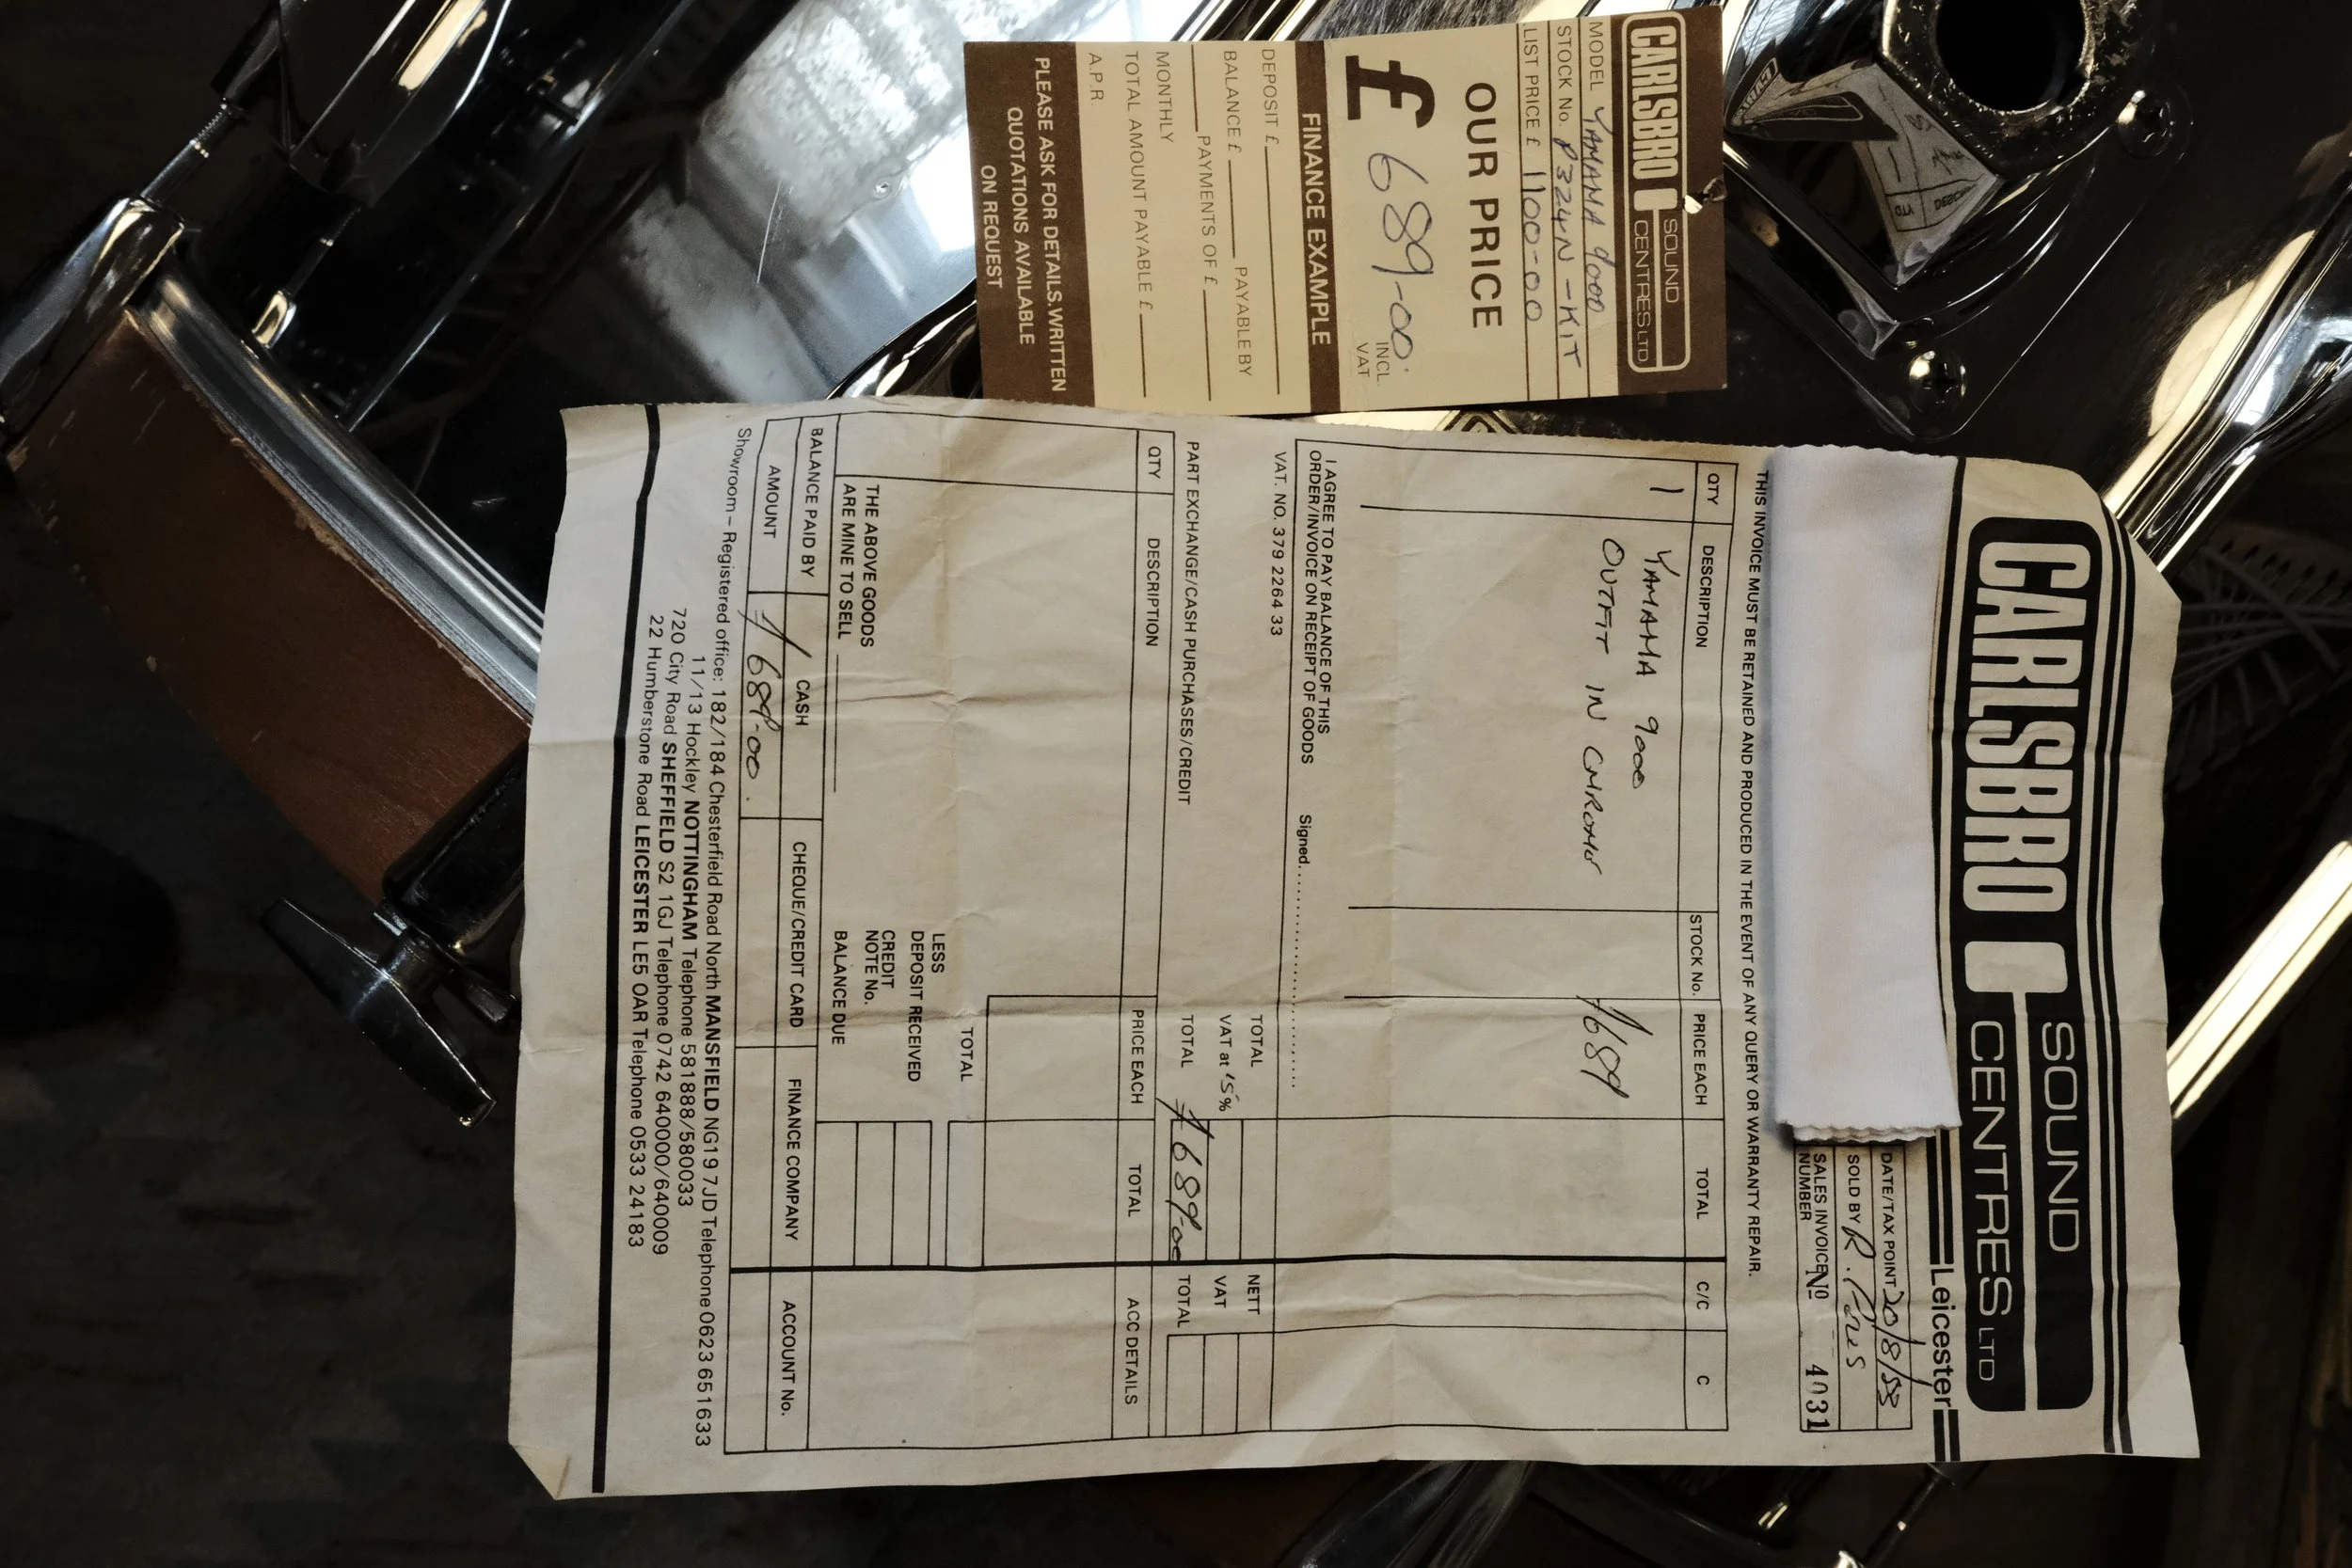 CARLSBRO SOUND CENTRES LTD
MODEL YAMAHA 9000
STOCK No. P324N-KIT
LIST PRICE £ 1100-00
OUR PRICE
£ 689-00 INCL. VAT
FINANCE EXAMPLE
DEPOSIT £
BALANCE £ PAYABLE BY
PAYMENTS OF £
MONTHLY
TOTAL AMOUNT PAYABLE £
A.P.R.
PLEASE ASK FOR DETAILS. WRITTEN
QUOTATIONS AVAILABLE
ON REQUEST
CARLSBRO SOUND CENTRES LTD
Leicester
DATE/TAX POINT 20/8/
SOLD BY R.
SALES INVOICE NUMBER No 4031
THIS INVOICE MUST BE RETAINED AND PRODUCED IN THE EVENT OF ANY QUERY OR WARRANTY REPAIR.
QTY DESCRIPTION STOCK No. PRICE EACH TOTAL C/C C
1 YAMAHA 9000 £689
OUTFIT IN CHROME
I AGREE TO PAY BALANCE OF THIS
ORDER/INVOICE ON RECEIPT OF GOODS Signed
VAT. NO. 379 2264 33
TOTAL NETT
VAT at 15% VAT
PART EXCHANGE/CASH PURCHASES/CREDIT TOTAL £689-00 TOTAL
QTY DESCRIPTION PRICE EACH TOTAL ACC DETAILS
TOTAL
LESS
DEPOSIT RECEIVED
CREDIT
NOTE No.
THE ABOVE GOODS
ARE MINE TO SELL BALANCE DUE
BALANCE PAID BY CASH CHEQUE/CREDIT CARD FINANCE COMPANY ACCOUNT No.
AMOUNT £689-00
Showroom – Registered office: 182/184 Chesterfield Road North MANSFIELD NG19 7JD Telephone 0623 651633
11/13 Hockley NOTTINGHAM Telephone 581888/580033
720 City Road SHEFFIELD S2 1GJ Telephone 0742 640000/640009
22 Humberstone Road LEICESTER LE5 OAR Telephone 0533 24183